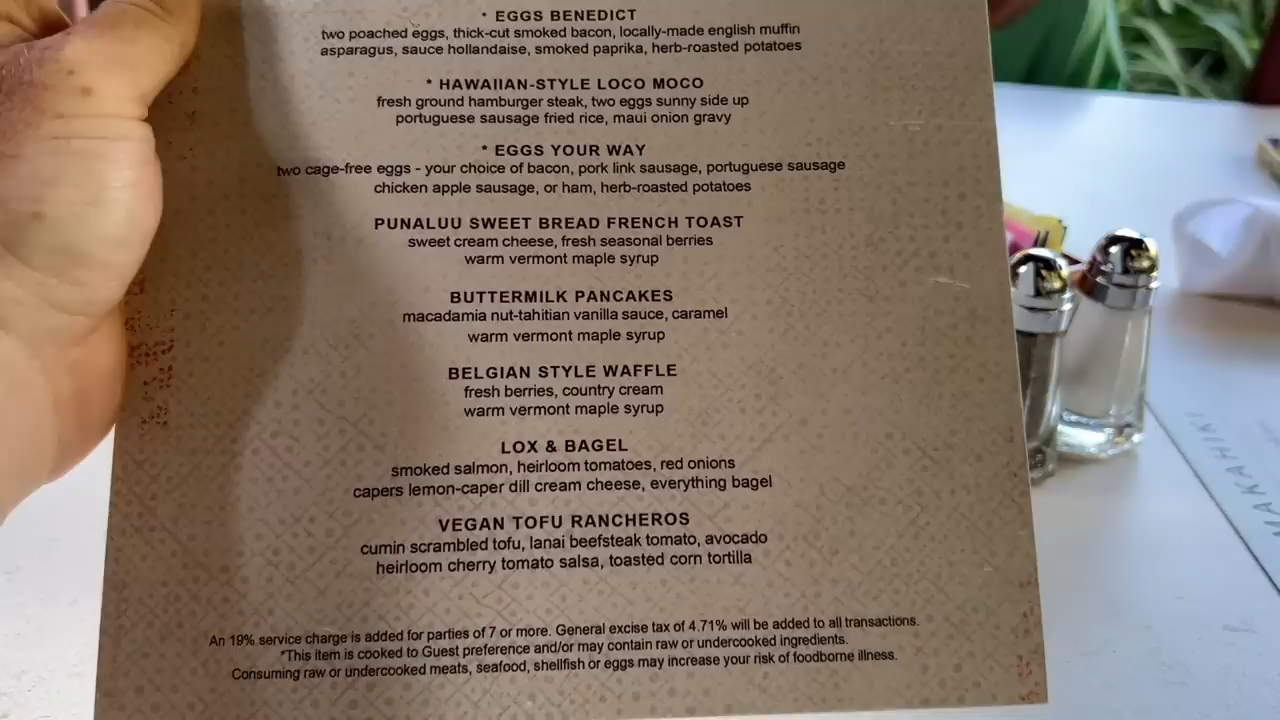 * EGGS BENEDICT
two poached eggs, thick-cut smoked bacon, locally-made english muffin
asparagus, sauce hollandaise, smoked paprika, herb-roasted potatoes
* HAWAIIAN-STYLE LOCO MOCO
fresh ground hamburger steak, two eggs sunny side up
portuguese sausage fried rice, maui onion gravy
* EGGS YOUR WAY
two cage-free eggs - your choice of bacon, pork link sausage, portuguese sausage
chicken apple sausage, or ham, herb-roasted potatoes
PUNALUU SWEET BREAD FRENCH TOAST
sweet cream cheese, fresh seasonal berries
warm vermont maple syrup
BUTTERMILK PANCAKES
macadamia nut-tahitian vanilla sauce, caramel
warm vermont maple syrup
BELGIAN STYLE WAFFLE
fresh berries, country cream
warm vermont maple syrup
LOX & BAGEL
smoked salmon, heirloom tomatoes, red onions
capers lemon-caper dill cream cheese, everything bagel
VEGAN TOFU RANCHEROS
cumin scrambled tofu, lanai beefsteak tomato, avocado
heirloom cherry tomato salsa, toasted corn tortilla
An 19% service charge is added for parties of 7 or more. General excise tax of 4.71% will be added to all transactions.
*This item is cooked to Guest preference and/or may contain raw or undercooked ingredients.
Consuming raw or undercooked meats, seafood, shellfish or eggs may increase your risk of foodborne illness.